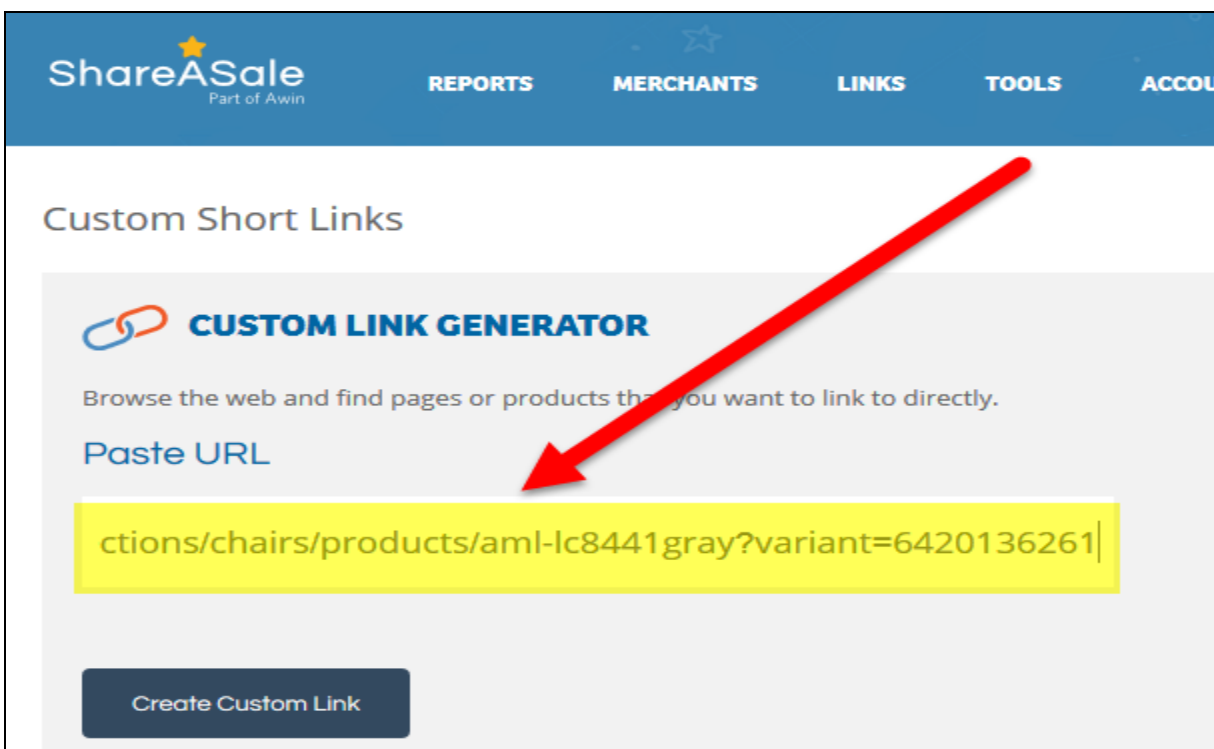 ShareASale
Part of Awin
REPORTS MERCHANTS LINKS TOOLS ACCOU
Custom Short Links
CUSTOM LINK GENERATOR
Browse the web and find pages or products that you want to link to directly.
Paste URL
ctions/chairs/products/aml-lc8441gray?variant=6420136261
Create Custom Link